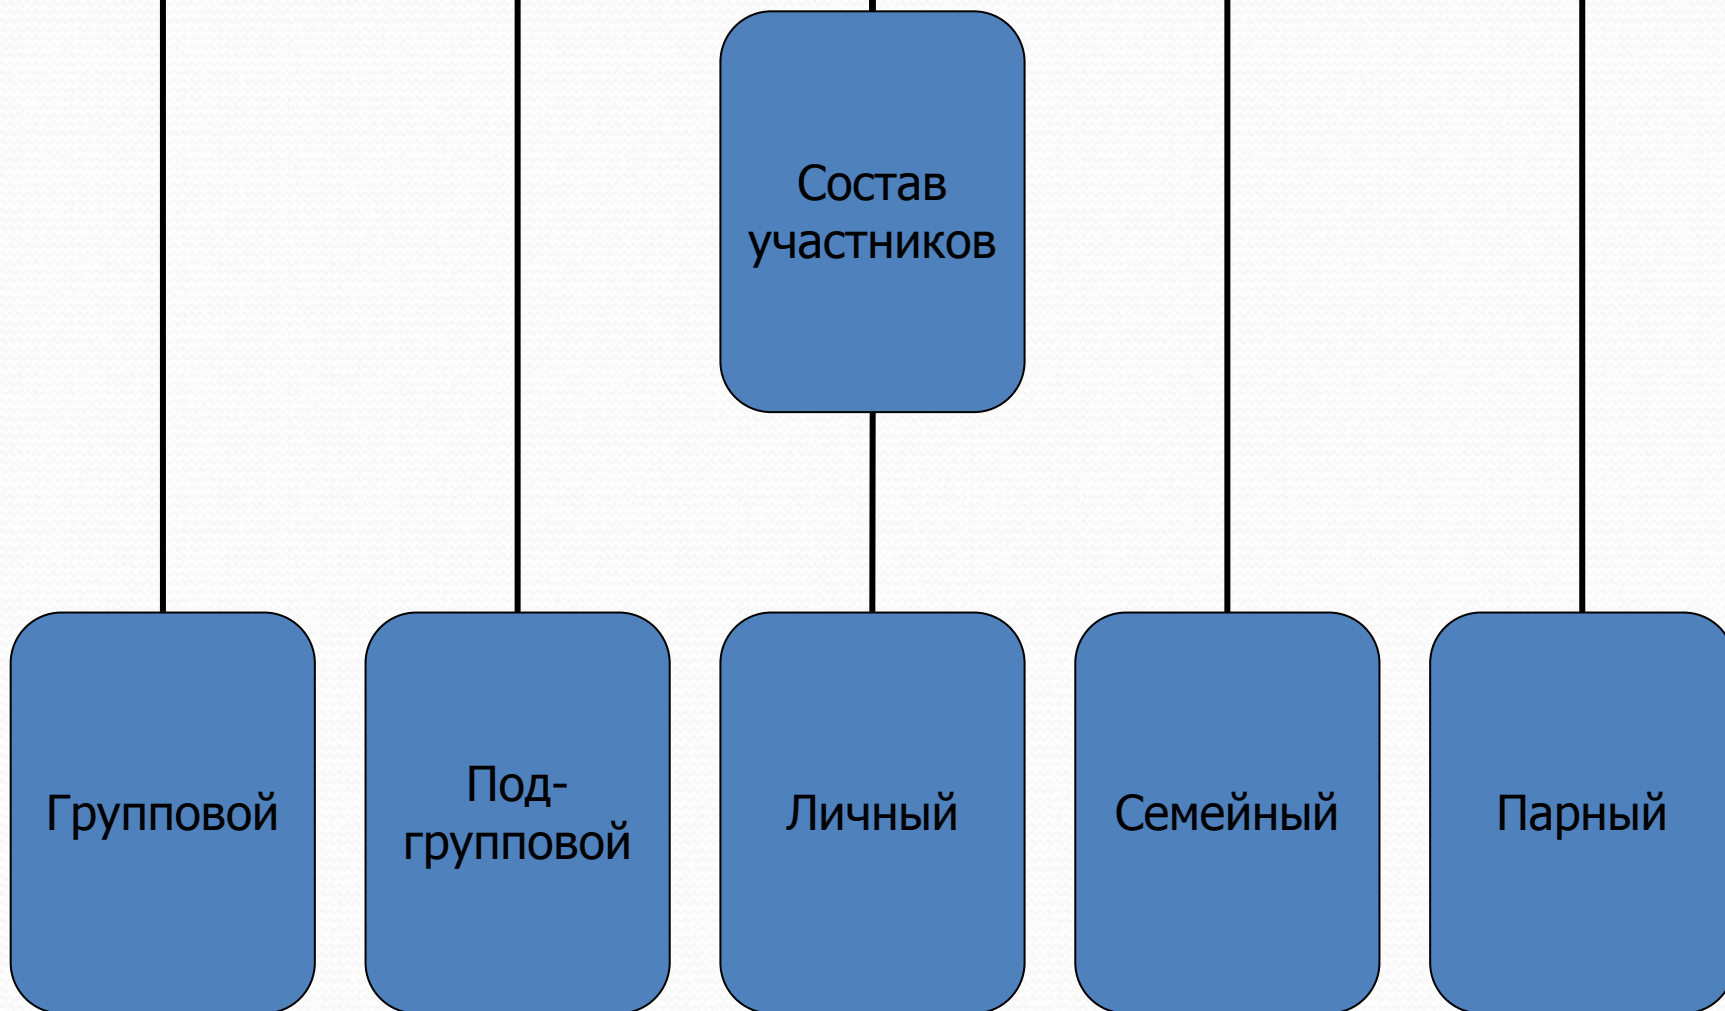 Состав
участников
Групповой
Под-
групповой
Личный
Семейный
Парный